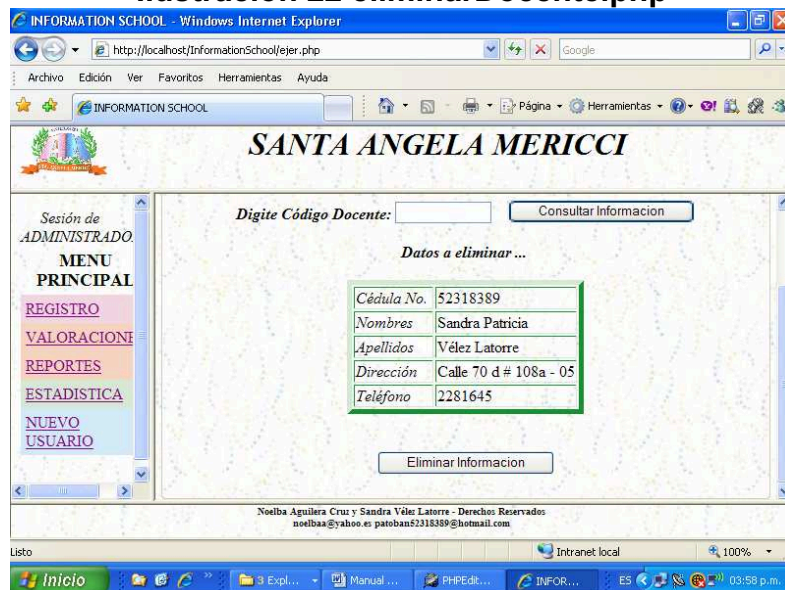 Ilustración 22 eliminarDocente.php
INFORMATION SCHOOL - Windows Internet Explorer
http://localhost/InformationSchool/ejer.php
Google
Archivo Edición Ver Favoritos Herramientas Ayuda
INFORMATION SCHOOL
Página Herramientas
SANTA ANGELA MERICCI
Sesión de
ADMINISTRADO
MENU
PRINCIPAL
REGISTRO
VALORACIONE
REPORTES
ESTADISTICA
NUEVO
USUARIO
Digite Código Docente: Consultar Informacion
Datos a eliminar ...
Cédula No. 52318389
Nombres Sandra Patricia
Apellidos Vélez Latorre
Dirección Calle 70 d # 108a - 05
Teléfono 2281645
Eliminar Informacion
Noelba Aguilera Cruz y Sandra Vélez Latorre - Derechos Reservados
noelbaa@yahoo.es patoban52318389@hotmail.com
Listo Intranet local 100%
Inicio 3 Expl... Manual ... PHPEdit... INFOR... ES 03:58 p.m.